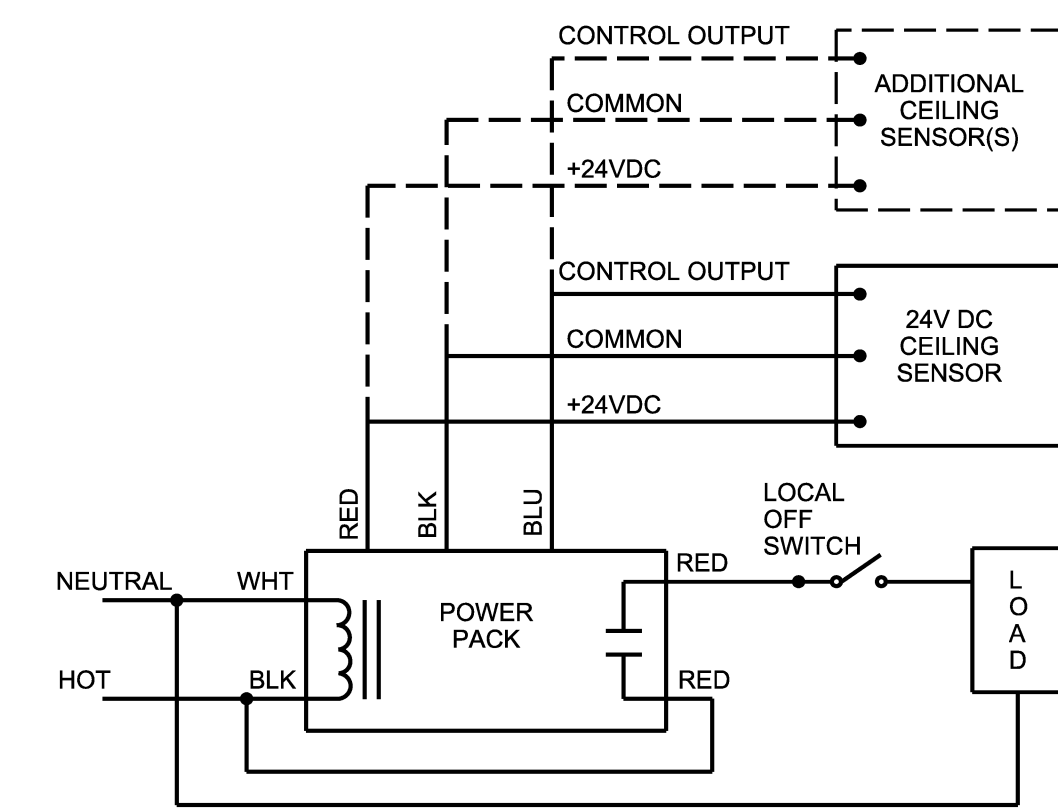 CONTROL OUTPUT
COMMON
+24VDC
ADDITIONAL
CEILING
SENSOR(S)
CONTROL OUTPUT
COMMON
+24VDC
24V DC
CEILING
SENSOR
RED
BLK
BLU
LOCAL
OFF
SWITCH
NEUTRAL
WHT
HOT
BLK
POWER
PACK
RED
RED
LOAD